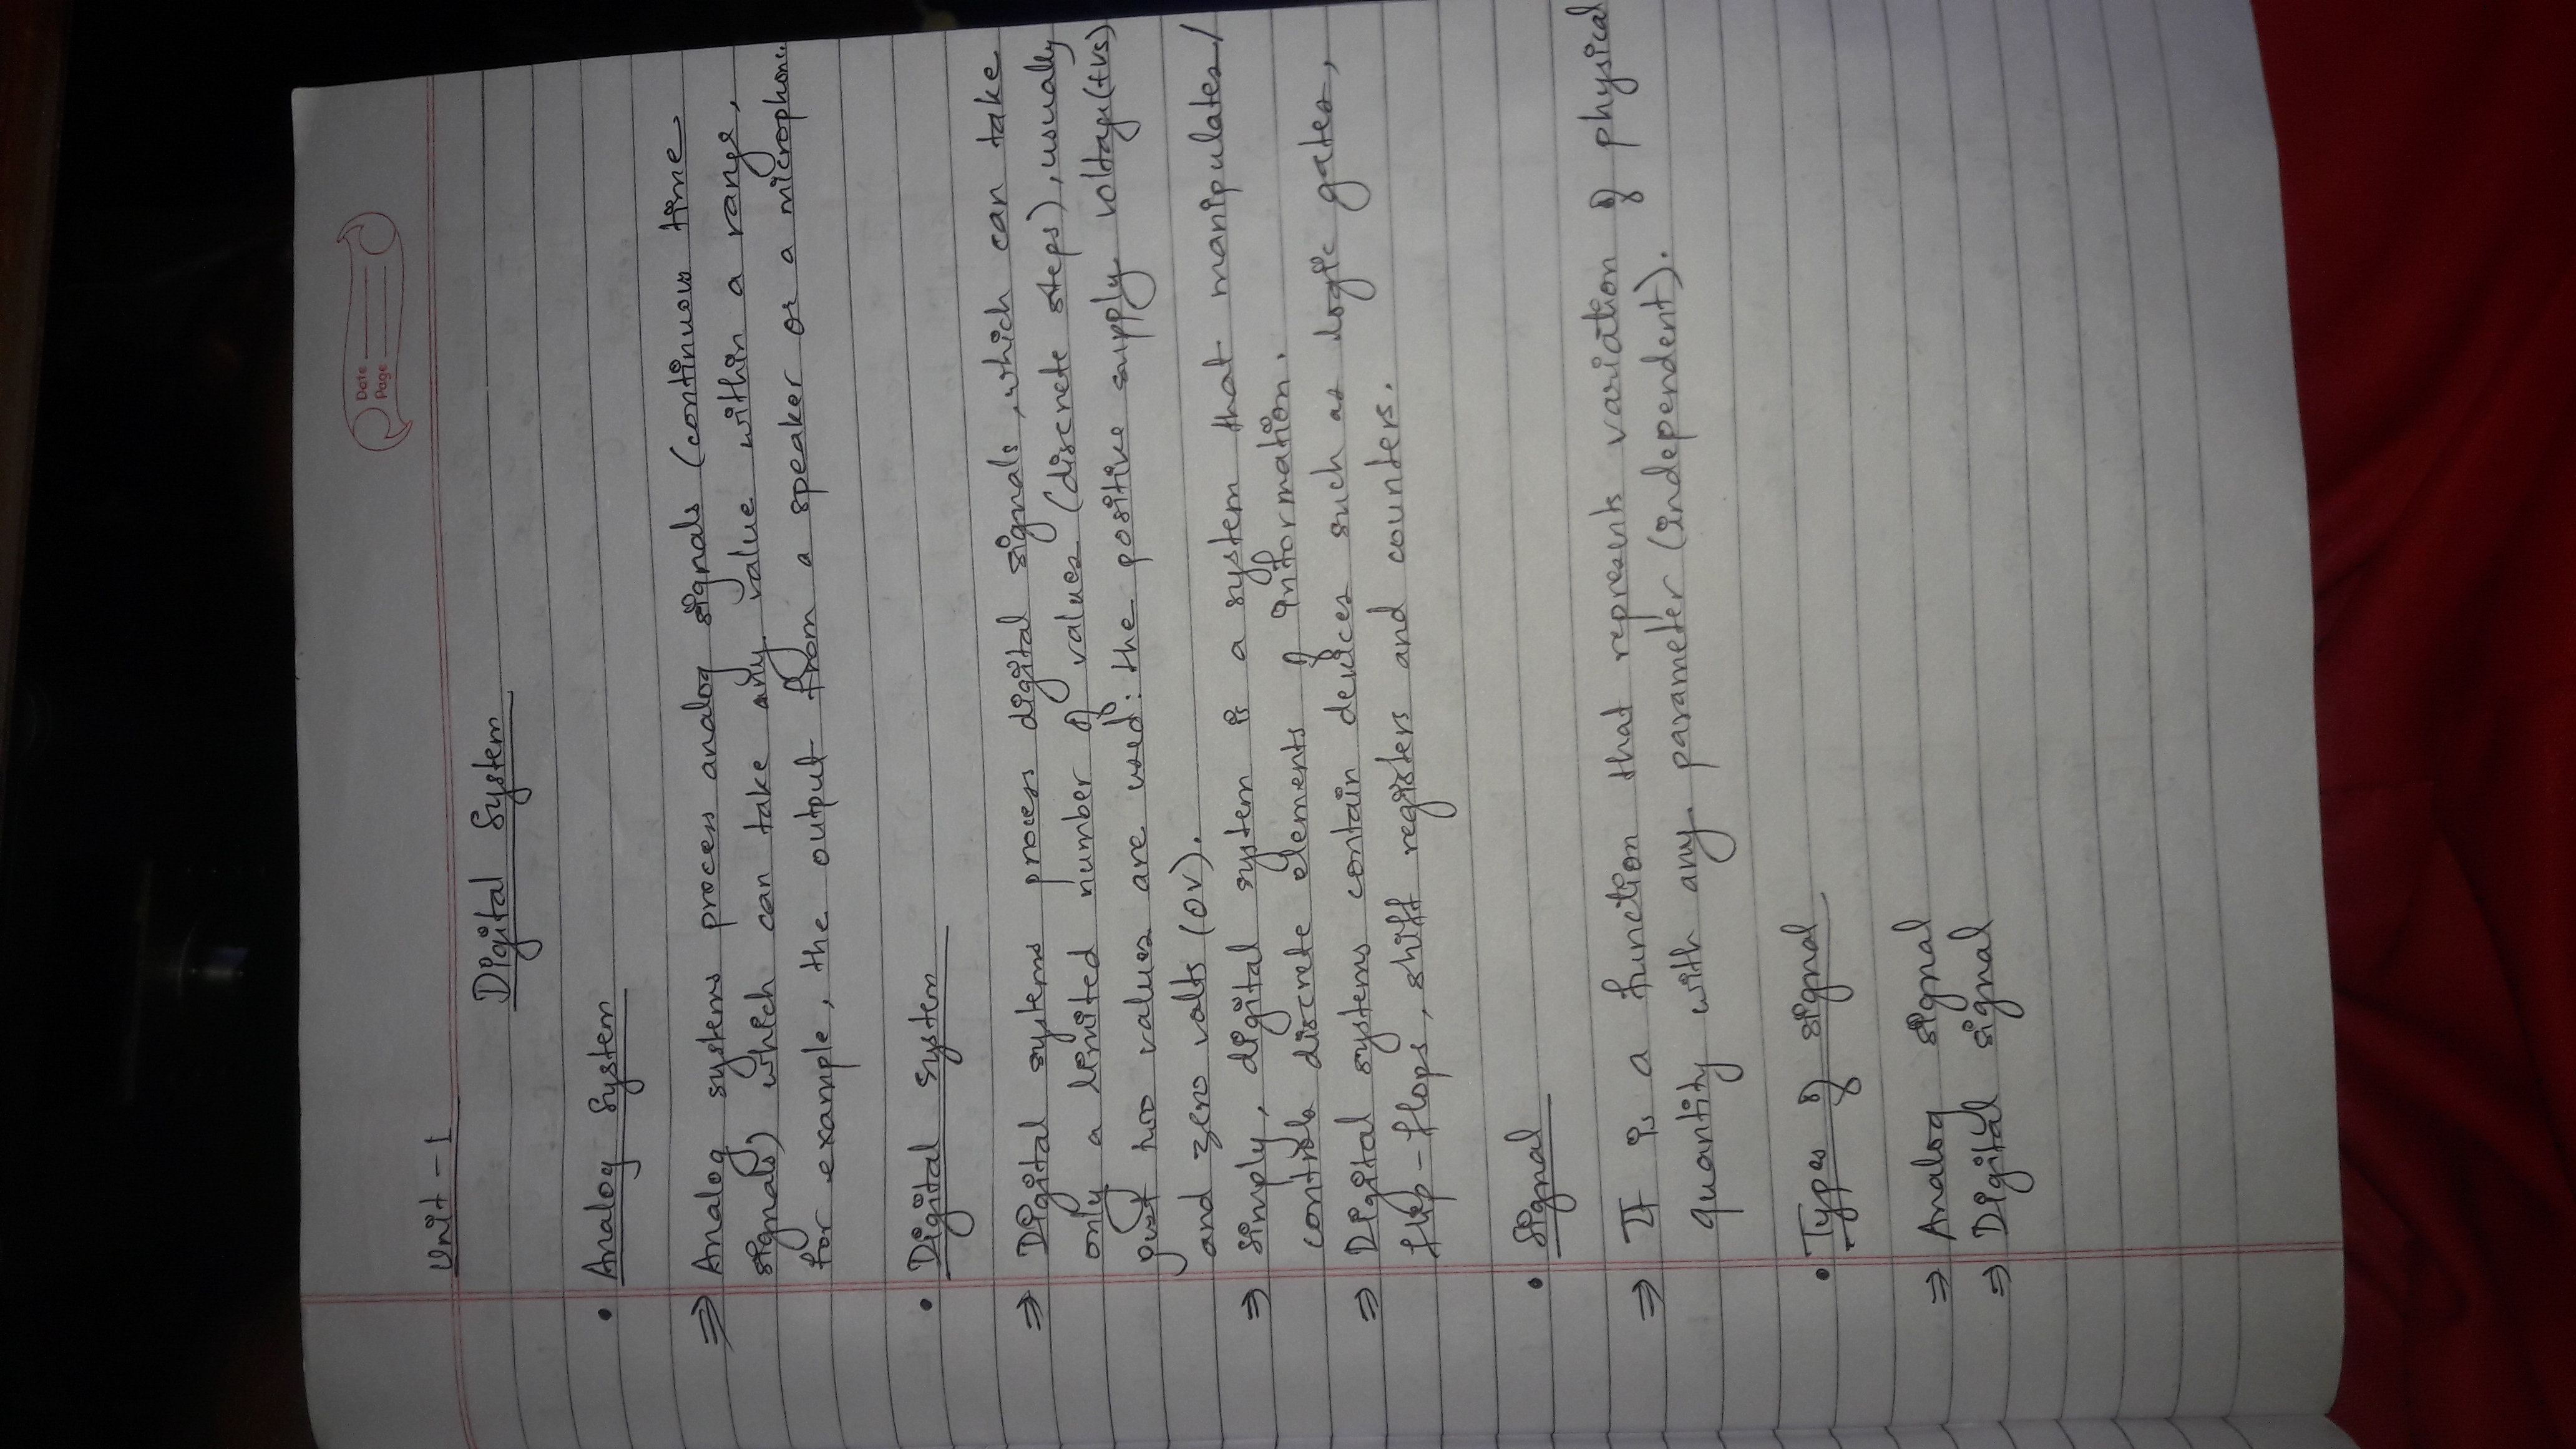 Date
Page
Unit - 1
Digital System
• Analog System
⇒ Analog systems process analog signals (continuous time
signals) which can take any value within a range,
for example, the output from a speaker or a microphone
• Digital system
⇒ Digital systems process digital signals, which can take
only a limited number of values (discrete steps), usually
just two values are used: the positive supply voltage (+vs)
and zero volts (0v).
⇒ Simply, digital system is a system that manipulates/
controls discrete elements of information.
⇒ Digital systems contain devices such as logic gates,
flip-flops, shift registers and counters.
• Signal
⇒ It is a function that represents variation of physical
quantity with any parameter (independent).
• Types of signal
⇒ Analog signal
⇒ Digital signal